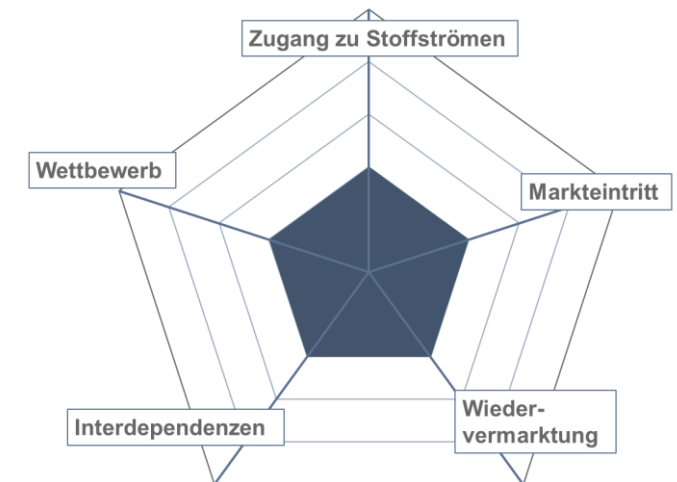 Zugang zu Stoffströmen
Wettbewerb
Markteintritt
Interdependenzen
Wieder-
vermarktung